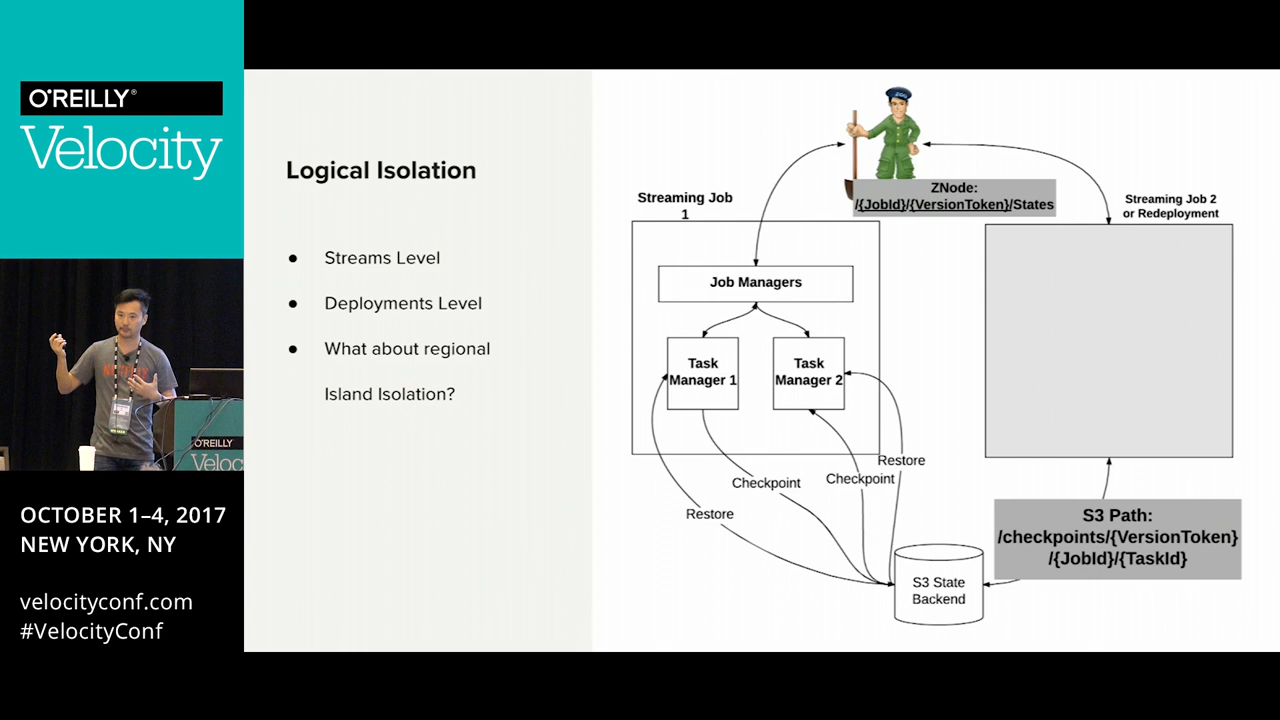 O'REILLY®
Velocity
OCTOBER 1–4, 2017
NEW YORK, NY
velocityconf.com
#VelocityConf
O'REILLY
Veloc
Logical Isolation
● Streams Level
● Deployments Level
● What about regional
Island Isolation?
ZNode:
/{JobId}/{VersionToken}/States
Streaming Job
1
Streaming Job 2
or Redeployment
Job Managers
Task
Manager 1
Task
Manager 2
Restore
Checkpoint
Checkpoint
Restore
S3 Path:
/checkpoints/{VersionToken}
/{JobId}/{TaskId}
S3 State
Backend